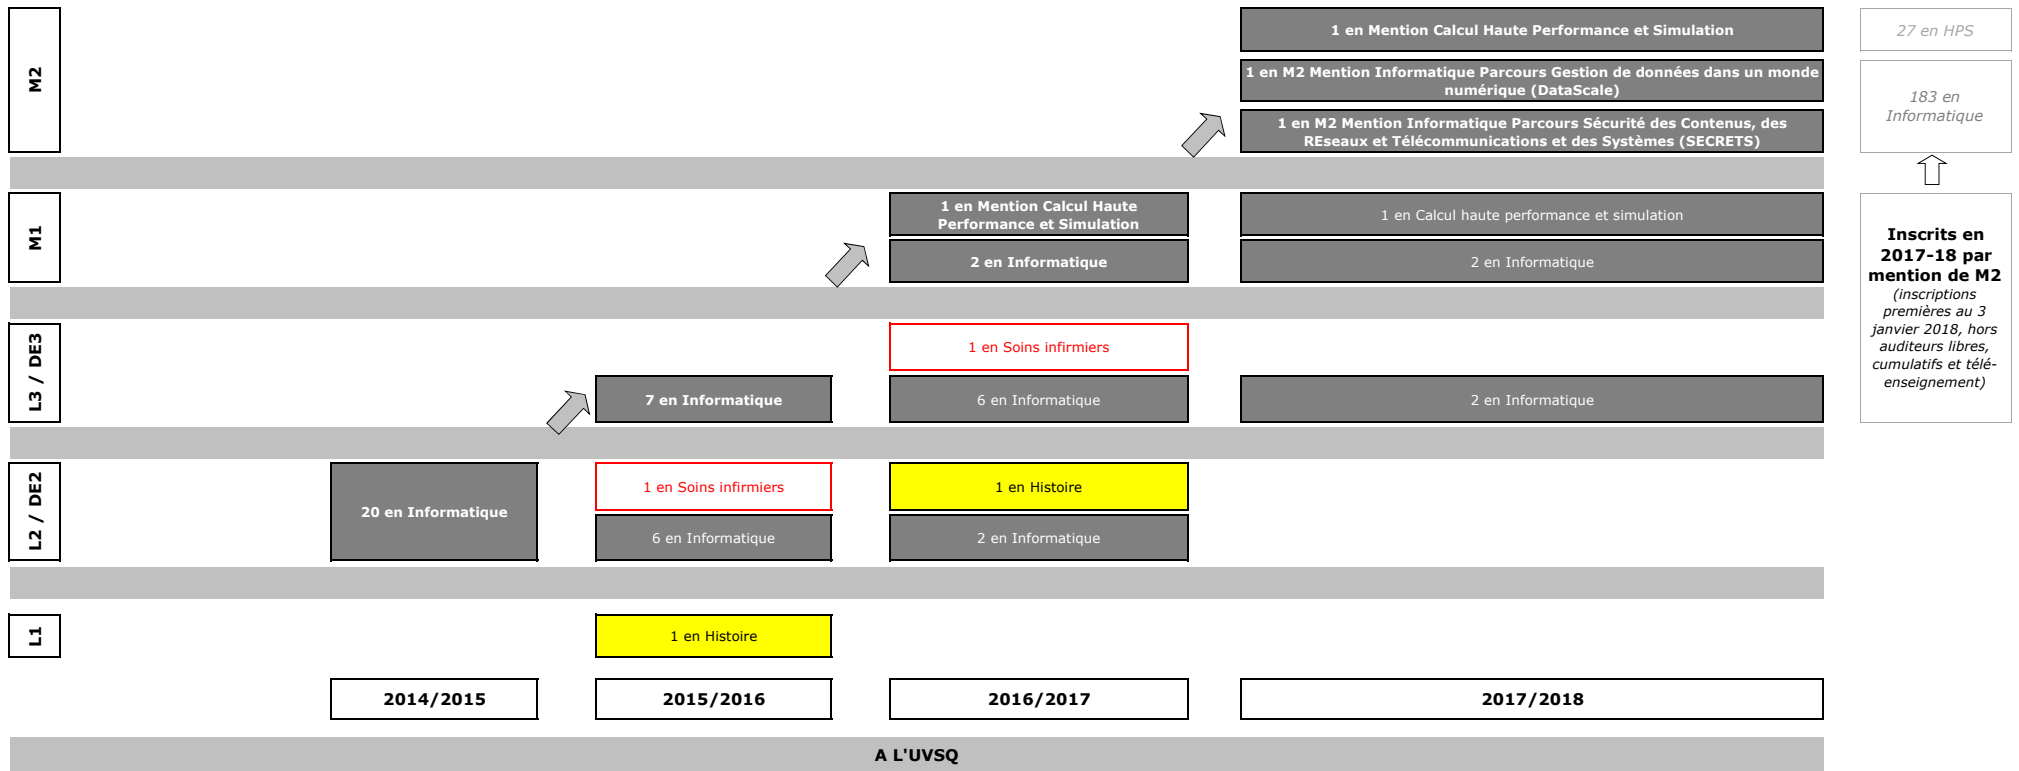 M2
1 en Mention Calcul Haute Performance et Simulation
1 en M2 Mention Informatique Parcours Gestion de données dans un monde
numérique (DataScale)
1 en M2 Mention Informatique Parcours Sécurité des Contenus, des
REseaux et Télécommunications et des Systèmes (SECRETS)
27 en HPS
183 en
Informatique
M1
1 en Mention Calcul Haute
Performance et Simulation
2 en Informatique
1 en Calcul haute performance et simulation
2 en Informatique
Inscrits en
2017-18 par
mention de M2
(inscriptions
premières au 3
janvier 2018, hors
auditeurs libres,
cumulatifs et télé-
enseignement)
L3 / DE3
7 en Informatique
1 en Soins infirmiers
6 en Informatique
2 en Informatique
L2 / DE2
20 en Informatique
1 en Soins infirmiers
6 en Informatique
1 en Histoire
2 en Informatique
L1
1 en Histoire
2014/2015
2015/2016
2016/2017
2017/2018
A L'UVSQ